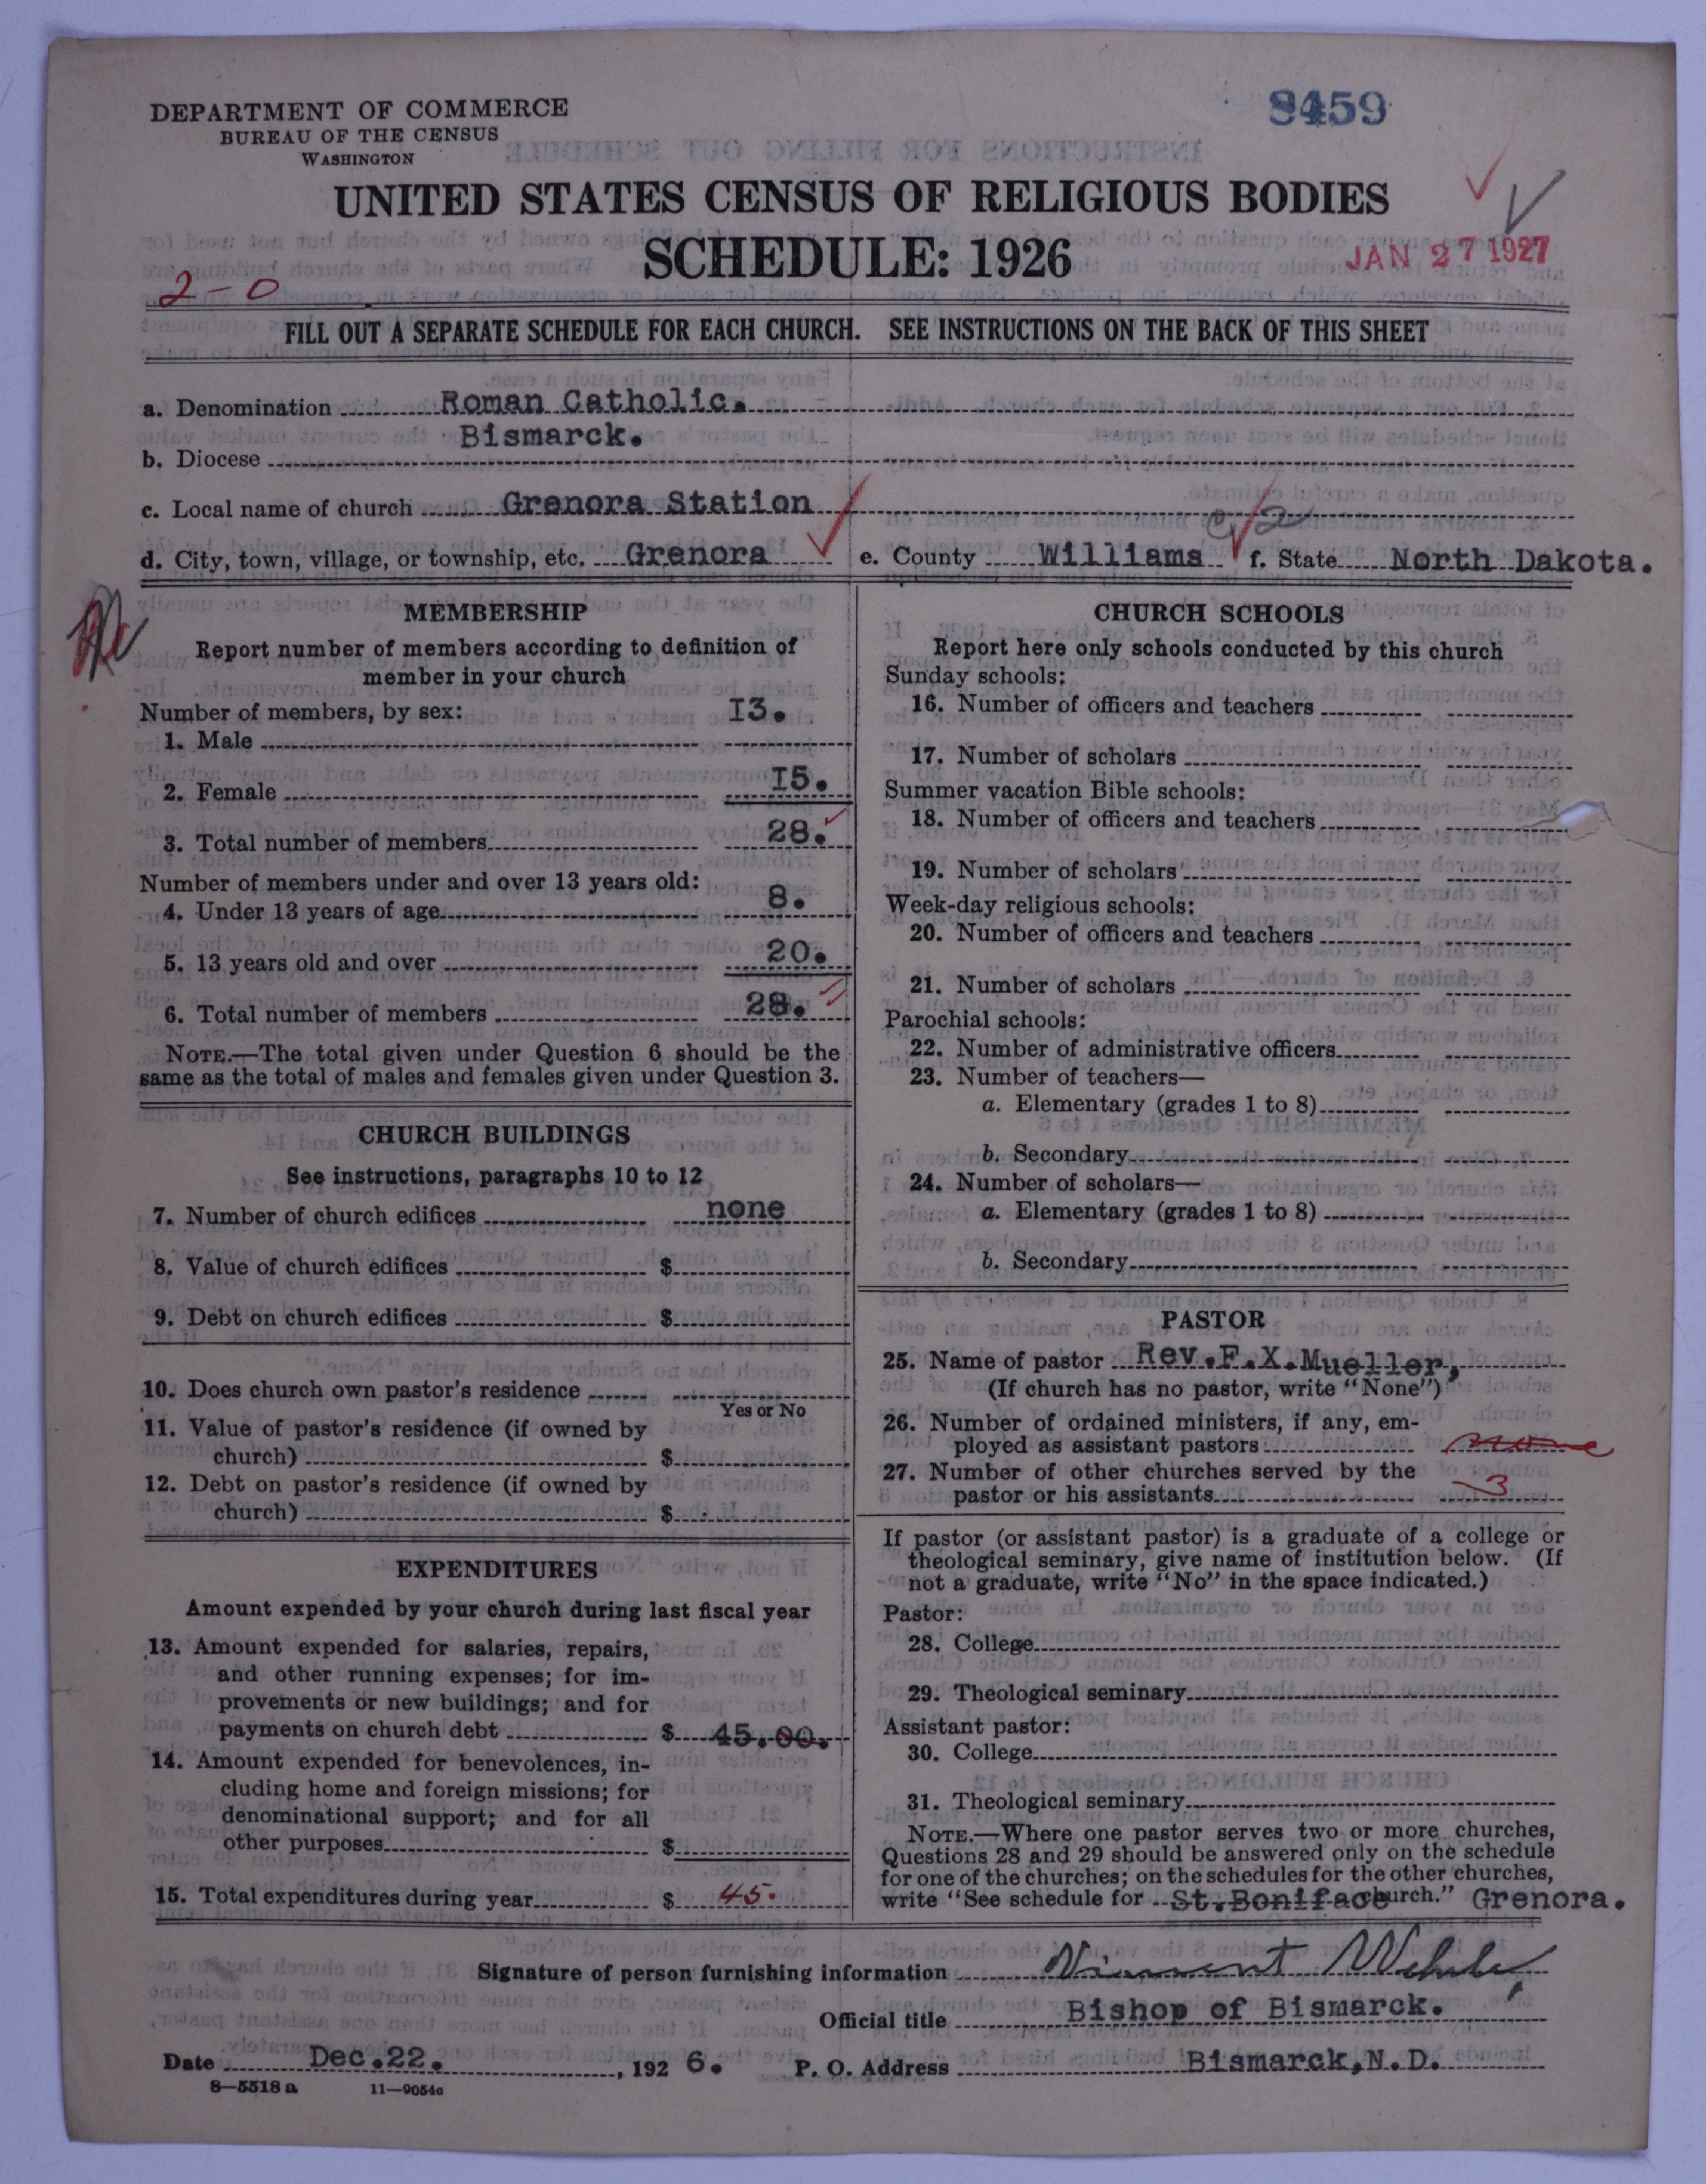 DEPARTMENT OF COMMERCE
BUREAU OF THE CENSUS
WASHINGTON
8459
UNITED STATES CENSUS OF RELIGIOUS BODIES
SCHEDULE: 1926
JAN 27 1927
2-0
FILL OUT A SEPARATE SCHEDULE FOR EACH CHURCH. SEE INSTRUCTIONS ON THE BACK OF THIS SHEET
a. Denomination Roman Catholic.
b. Diocese Bismarck.
c. Local name of church Grenora Station
d. City, town, village, or township, etc. Grenora e. County Williams f. State North Dakota.
MEMBERSHIP
Report number of members according to definition of
member in your church
Number of members, by sex:
1. Male I3.
2. Female I5.
3. Total number of members 28.
Number of members under and over 13 years old:
4. Under 13 years of age 8.
5. 13 years old and over 20.
6. Total number of members 28.
NOTE.—The total given under Question 6 should be the
same as the total of males and females given under Question 3.
CHURCH BUILDINGS
See instructions, paragraphs 10 to 12
7. Number of church edifices none
8. Value of church edifices $
9. Debt on church edifices $
10. Does church own pastor's residence
Yes or No
11. Value of pastor's residence (if owned by
church) $
12. Debt on pastor's residence (if owned by
church) $
EXPENDITURES
Amount expended by your church during last fiscal year
13. Amount expended for salaries, repairs,
and other running expenses; for im-
provements or new buildings; and for
payments on church debt $ 45.00.
14. Amount expended for benevolences, in-
cluding home and foreign missions; for
denominational support; and for all
other purposes $
15. Total expenditures during year $ 45.
CHURCH SCHOOLS
Report here only schools conducted by this church
Sunday schools:
16. Number of officers and teachers
17. Number of scholars
Summer vacation Bible schools:
18. Number of officers and teachers
19. Number of scholars
Week-day religious schools:
20. Number of officers and teachers
21. Number of scholars
Parochial schools:
22. Number of administrative officers
23. Number of teachers—
a. Elementary (grades 1 to 8)
b. Secondary
24. Number of scholars—
a. Elementary (grades 1 to 8)
b. Secondary
PASTOR
25. Name of pastor Rev.F.X.Mueller,
(If church has no pastor, write "None")
26. Number of ordained ministers, if any, em-
ployed as assistant pastors none
27. Number of other churches served by the
pastor or his assistants 3
If pastor (or assistant pastor) is a graduate of a college or
theological seminary, give name of institution below. (If
not a graduate, write "No" in the space indicated.)
Pastor:
28. College
29. Theological seminary
Assistant pastor:
30. College
31. Theological seminary
NOTE.—Where one pastor serves two or more churches,
Questions 28 and 29 should be answered only on the schedule
for one of the churches; on the schedules for the other churches,
write "See schedule for St.Boniface church." Grenora.
Signature of person furnishing information Vincent Wehrle,
Official title Bishop of Bismarck.
Date Dec.22. , 192 6. P. O. Address Bismarck,N.D.
8—5518 a 11—9054c